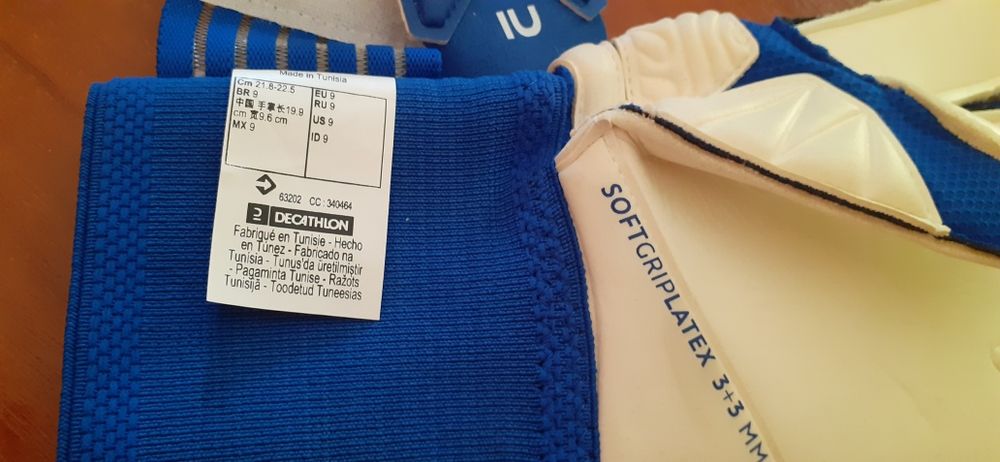 Made in Tunisia
Cm 21.8-22.5
BR 9
中国 手掌长19.9
cm 宽9.6 cm
MX 9
EU 9
RU 9
US 9
ID 9
63202 CC : 340464
DECATHLON
Fabriqué en Tunisie - Hecho
en Túnez - Fabricado na
Tunísia - Tunus'da üretilmiştir
- Pagaminta Tunise - Ražots
Tunisijā - Toodetud Tuneesias
SOFTGRIPLATEX 3+3 MM